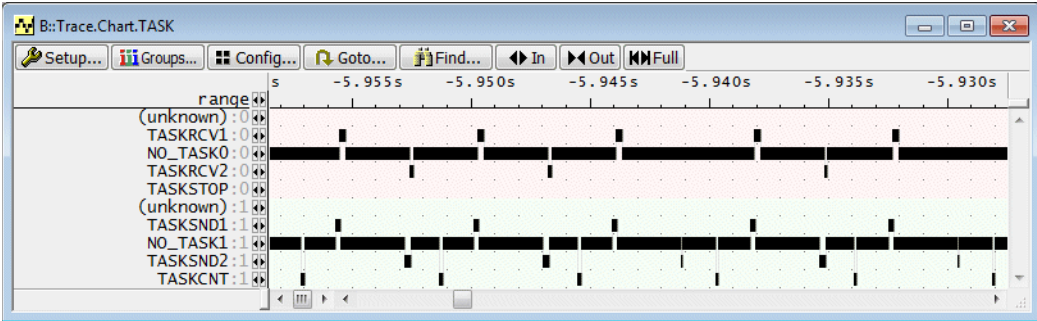 B::Trace.Chart.TASK
Setup... Groups... Config... Goto... Find... In Out Full
s -5.955s -5.950s -5.945s -5.940s -5.935s -5.930s
range
(unknown):0
TASKRCV1:0
NO_TASK0:0
TASKRCV2:0
TASKSTOP:0
(unknown):1
TASKSND1:1
NO_TASK1:1
TASKSND2:1
TASKCNT:1